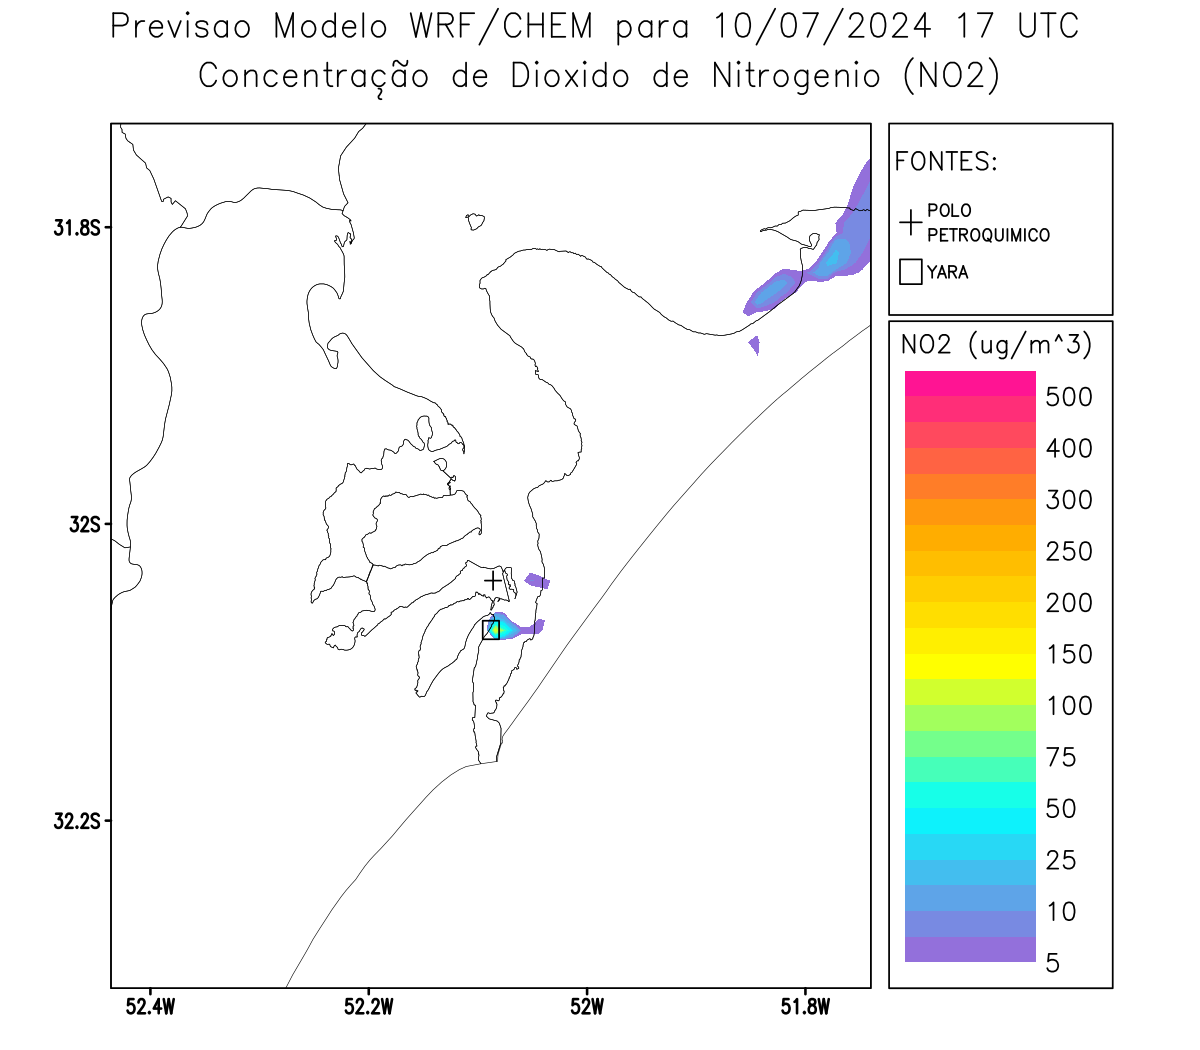 Previsao Modelo WRF/CHEM para 10/07/2024 17 UTC
Concentração de Dioxido de Nitrogenio (NO2)
FONTES:
POLO
PETROQUIMICO
YARA
NO2 (ug/m^3)
500
400
300
250
200
150
100
75
50
25
10
5
31.8S
32S
32.2S
52.4W
52.2W
52W
51.8W